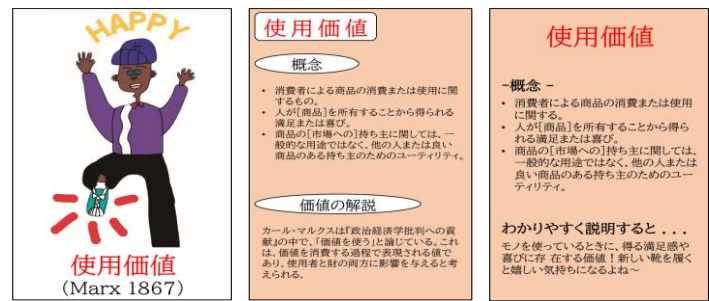 HAPPY
使用価値
(Marx 1867)
使用価値
概念
• 消費者による商品の消費または使用に関
するもの。
• 人が[商品]を所有することから得られる
満足または喜び。
• 商品の[市場への]持ち主に関しては、一
般的な用途ではなく、他の人または良い
商品のある持ち主のためのユーティリティ。
価値の解説
カール・マルクスは『政治経済学批判への貢
献』の中で、「価値を使う」と論じている。これ
は、価値を消費する過程で表現される値で
あり、使用者と財の両方に影響を与えると考
えられる.
使用価値
-概念 -
• 消費者による商品の消費または使用
に関する。
• 人が[商品]を所有することから得ら
れる満足または喜び。
• 商品の[市場への]持ち主に関しては、
一般的な用途ではなく、他の人または
良い商品のある持ち主のためのユー
ティリティ。
わかりやすく説明すると . . .
モノを使っているときに、得る満足感や
喜びに存 在する価値！新しい靴を履く
と嬉しい気持ちになるよね～